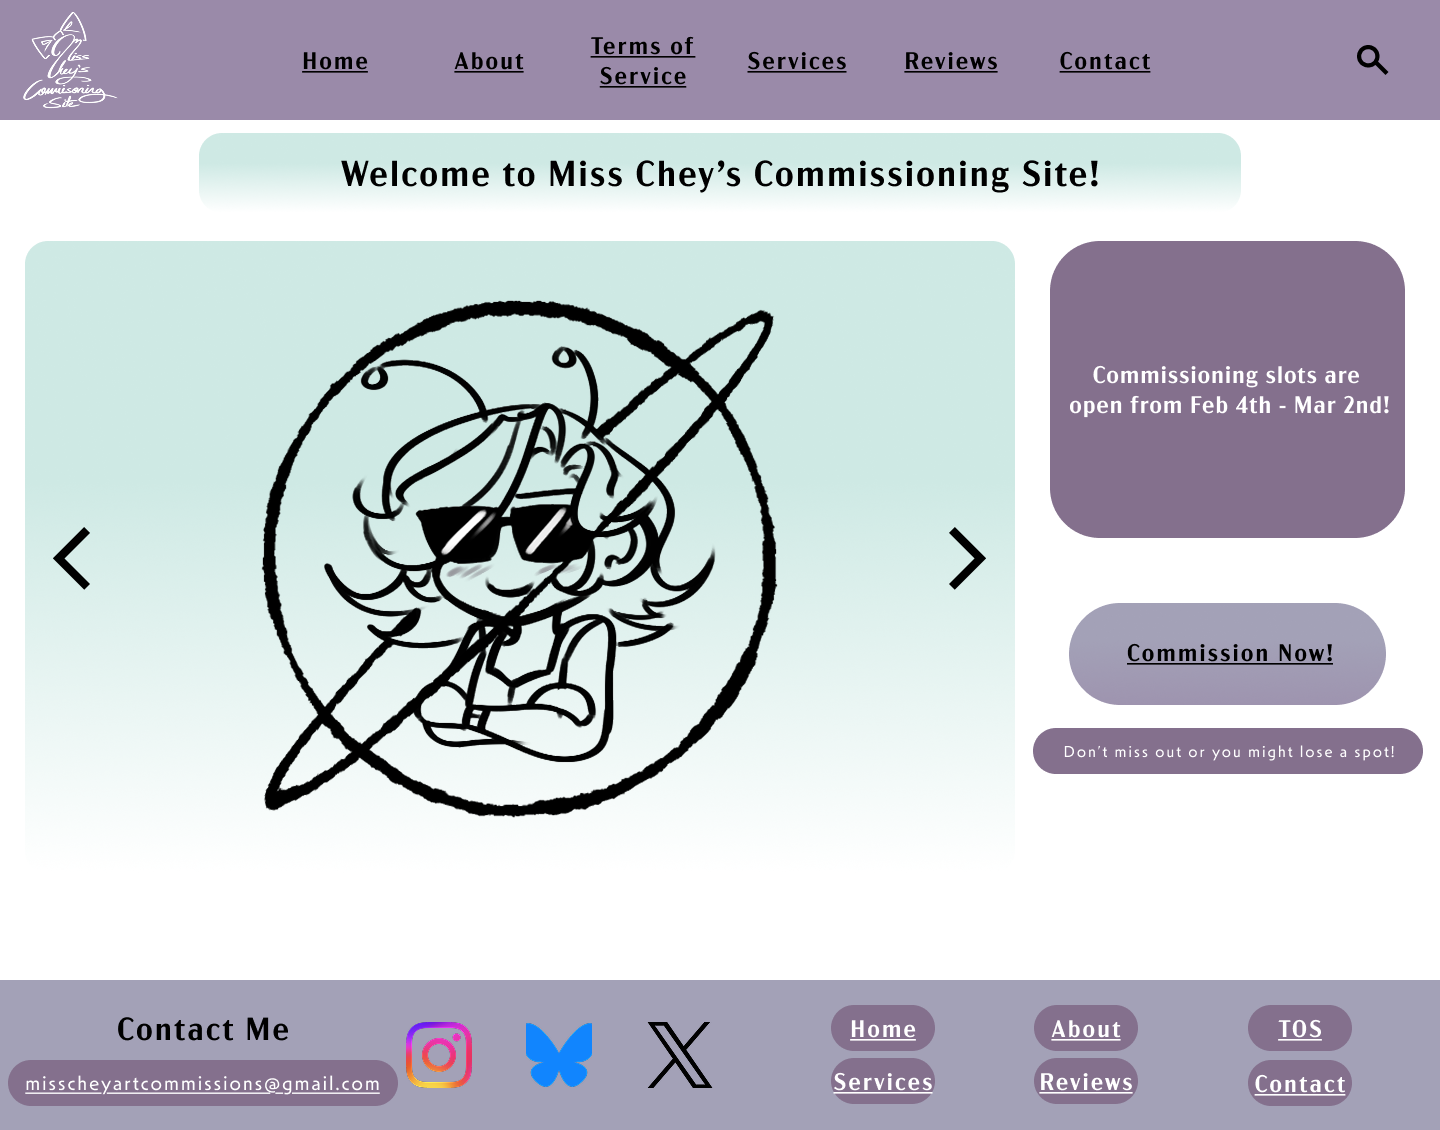 Miss
Chey's
Commissioning
Site
Home
About
Terms of
Service
Services
Reviews
Contact
Welcome to Miss Chey’s Commissioning Site!
Commissioning slots are
open from Feb 4th - Mar 2nd!
Commission Now!
Don't miss out or you might lose a spot!
Contact Me
misscheyartcommissions@gmail.com
Home
About
TOS
Services
Reviews
Contact